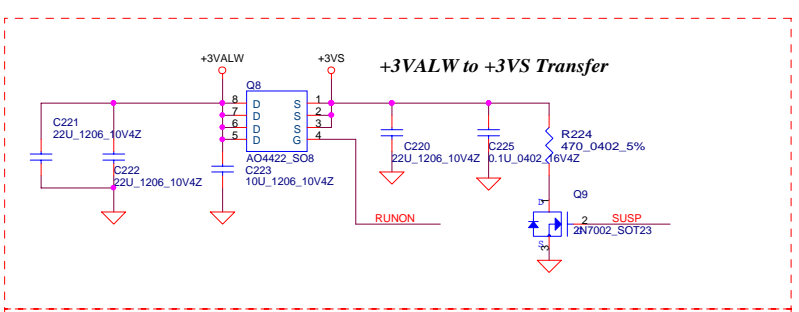 +3VALW
+3VS
+3VALW to +3VS Transfer
Q8
8 D S 1
7 D S 2
6 D S 3
5 D G 4
AO4422_SO8
C221
22U_1206_10V4Z
C222
22U_1206_10V4Z
C223
10U_1206_10V4Z
C220
22U_1206_10V4Z
C225
0.1U_0402_16V4Z
R224
470_0402_5%
RUNON
Q9
D 1
2
G
SUSP
2N7002_SOT23
S 3